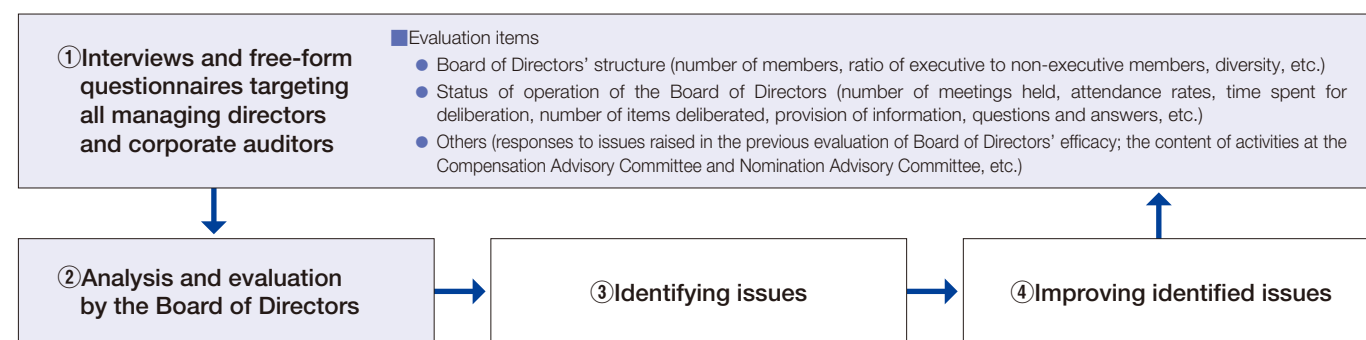 ①Interviews and free-form
questionnaires targeting
all managing directors
and corporate auditors
■Evaluation items
● Board of Directors’ structure (number of members, ratio of executive to non-executive members, diversity, etc.)
● Status of operation of the Board of Directors (number of meetings held, attendance rates, time spent for
deliberation, number of items deliberated, provision of information, questions and answers, etc.)
● Others (responses to issues raised in the previous evaluation of Board of Directors’ efficacy; the content of activities at the
Compensation Advisory Committee and Nomination Advisory Committee, etc.)
②Analysis and evaluation
by the Board of Directors
③Identifying issues
④Improving identified issues